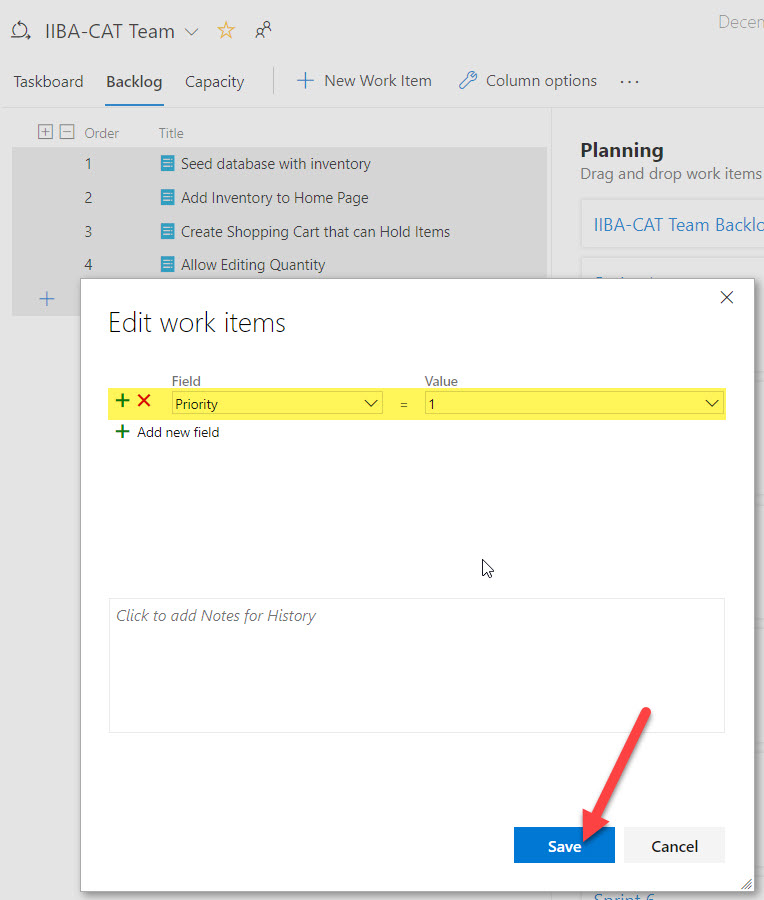 IIBA-CAT Team
Decem
Taskboard Backlog Capacity New Work Item Column options ...
Order Title
1 Seed database with inventory
2 Add Inventory to Home Page
3 Create Shopping Cart that can Hold Items
4 Allow Editing Quantity
Planning
Drag and drop work items
IIBA-CAT Team Backlo
Edit work items
Field Value
Priority = 1
Add new field
Click to add Notes for History
Save Cancel
Sprint 6